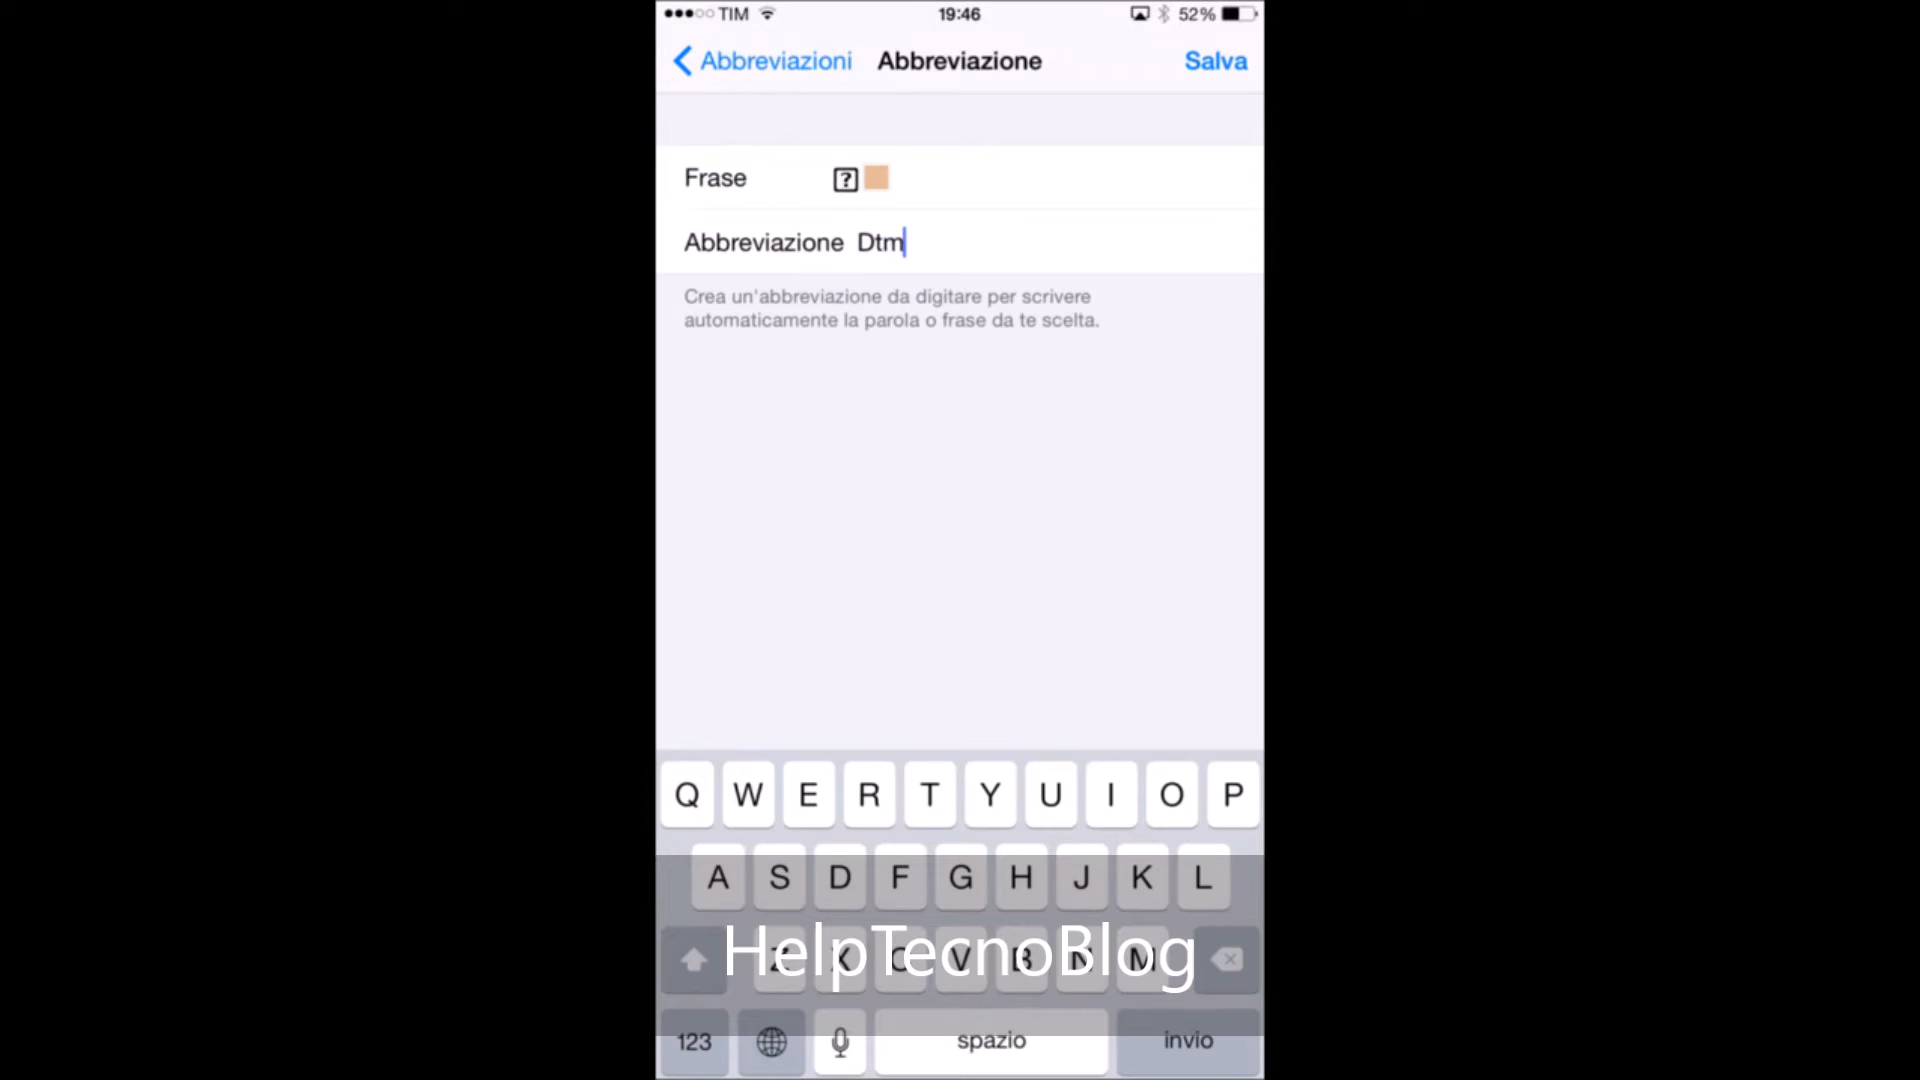 TIM 19:46 52%
Abbreviazioni Abbreviazione Salva
Frase
Abbreviazione Dtm
Crea un'abbreviazione da digitare per scrivere
automaticamente la parola o frase da te scelta.
Q W E R T Y U I O P
A S D F G H J K L
Z X C V B N M
HelpTecnoBlog
123 spazio invio